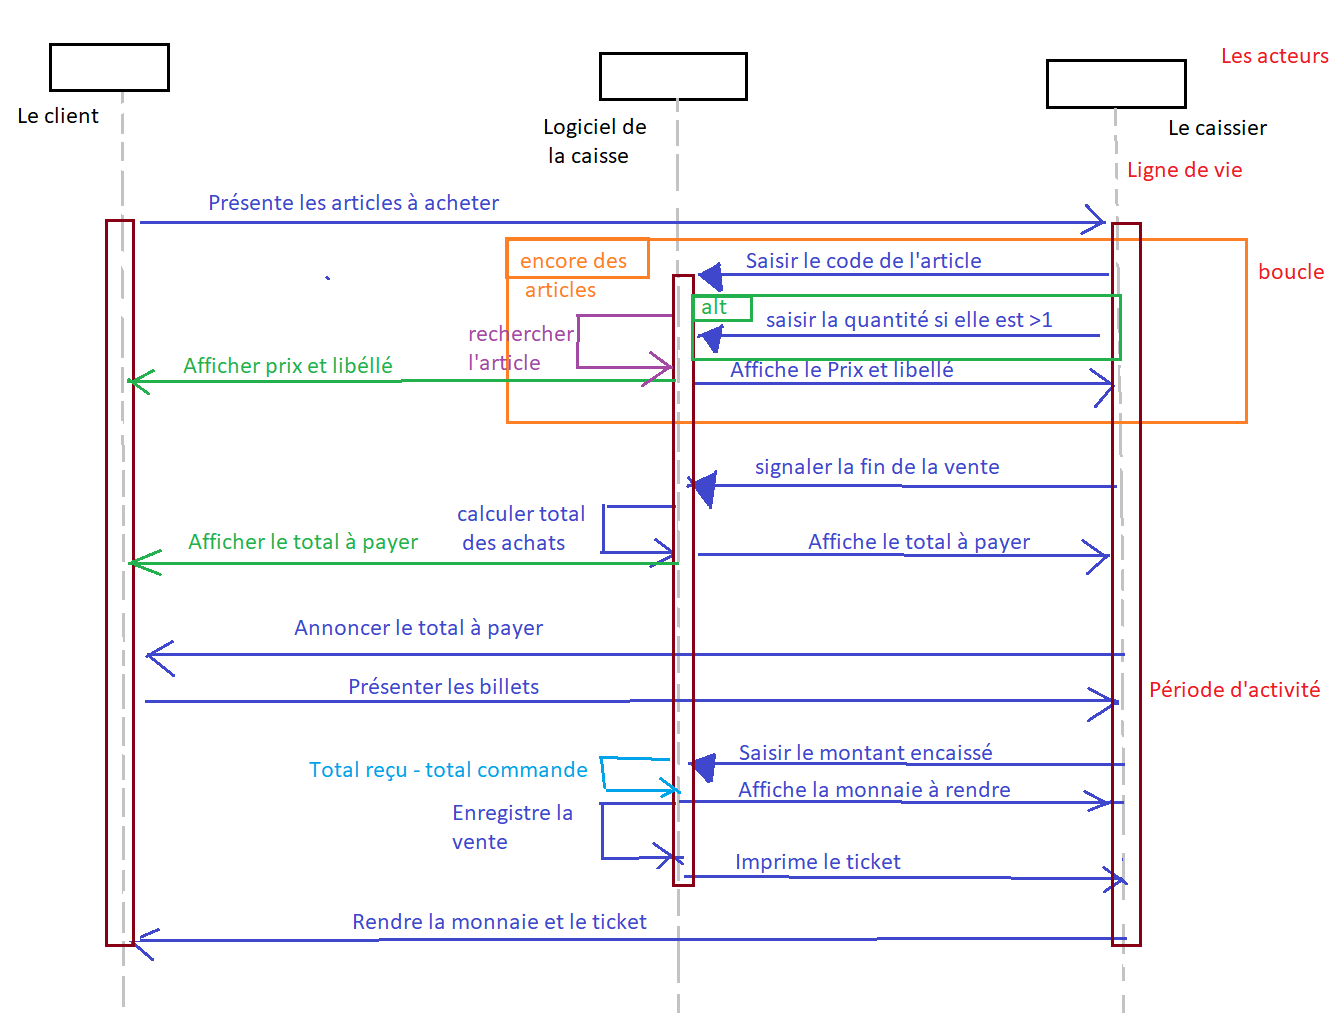 Les acteurs
Le client
Logiciel de
la caisse
Le caissier
Ligne de vie
Présente les articles à acheter
encore des
articles
Saisir le code de l'article
boucle
alt
saisir la quantité si elle est >1
rechercher
l'article
Afficher prix et libéllé
Affiche le Prix et libellé
signaler la fin de la vente
calculer total
des achats
Afficher le total à payer
Affiche le total à payer
Annoncer le total à payer
Présenter les billets
Période d'activité
Saisir le montant encaissé
Total reçu - total commande
Affiche la monnaie à rendre
Enregistre la
vente
Imprime le ticket
Rendre la monnaie et le ticket